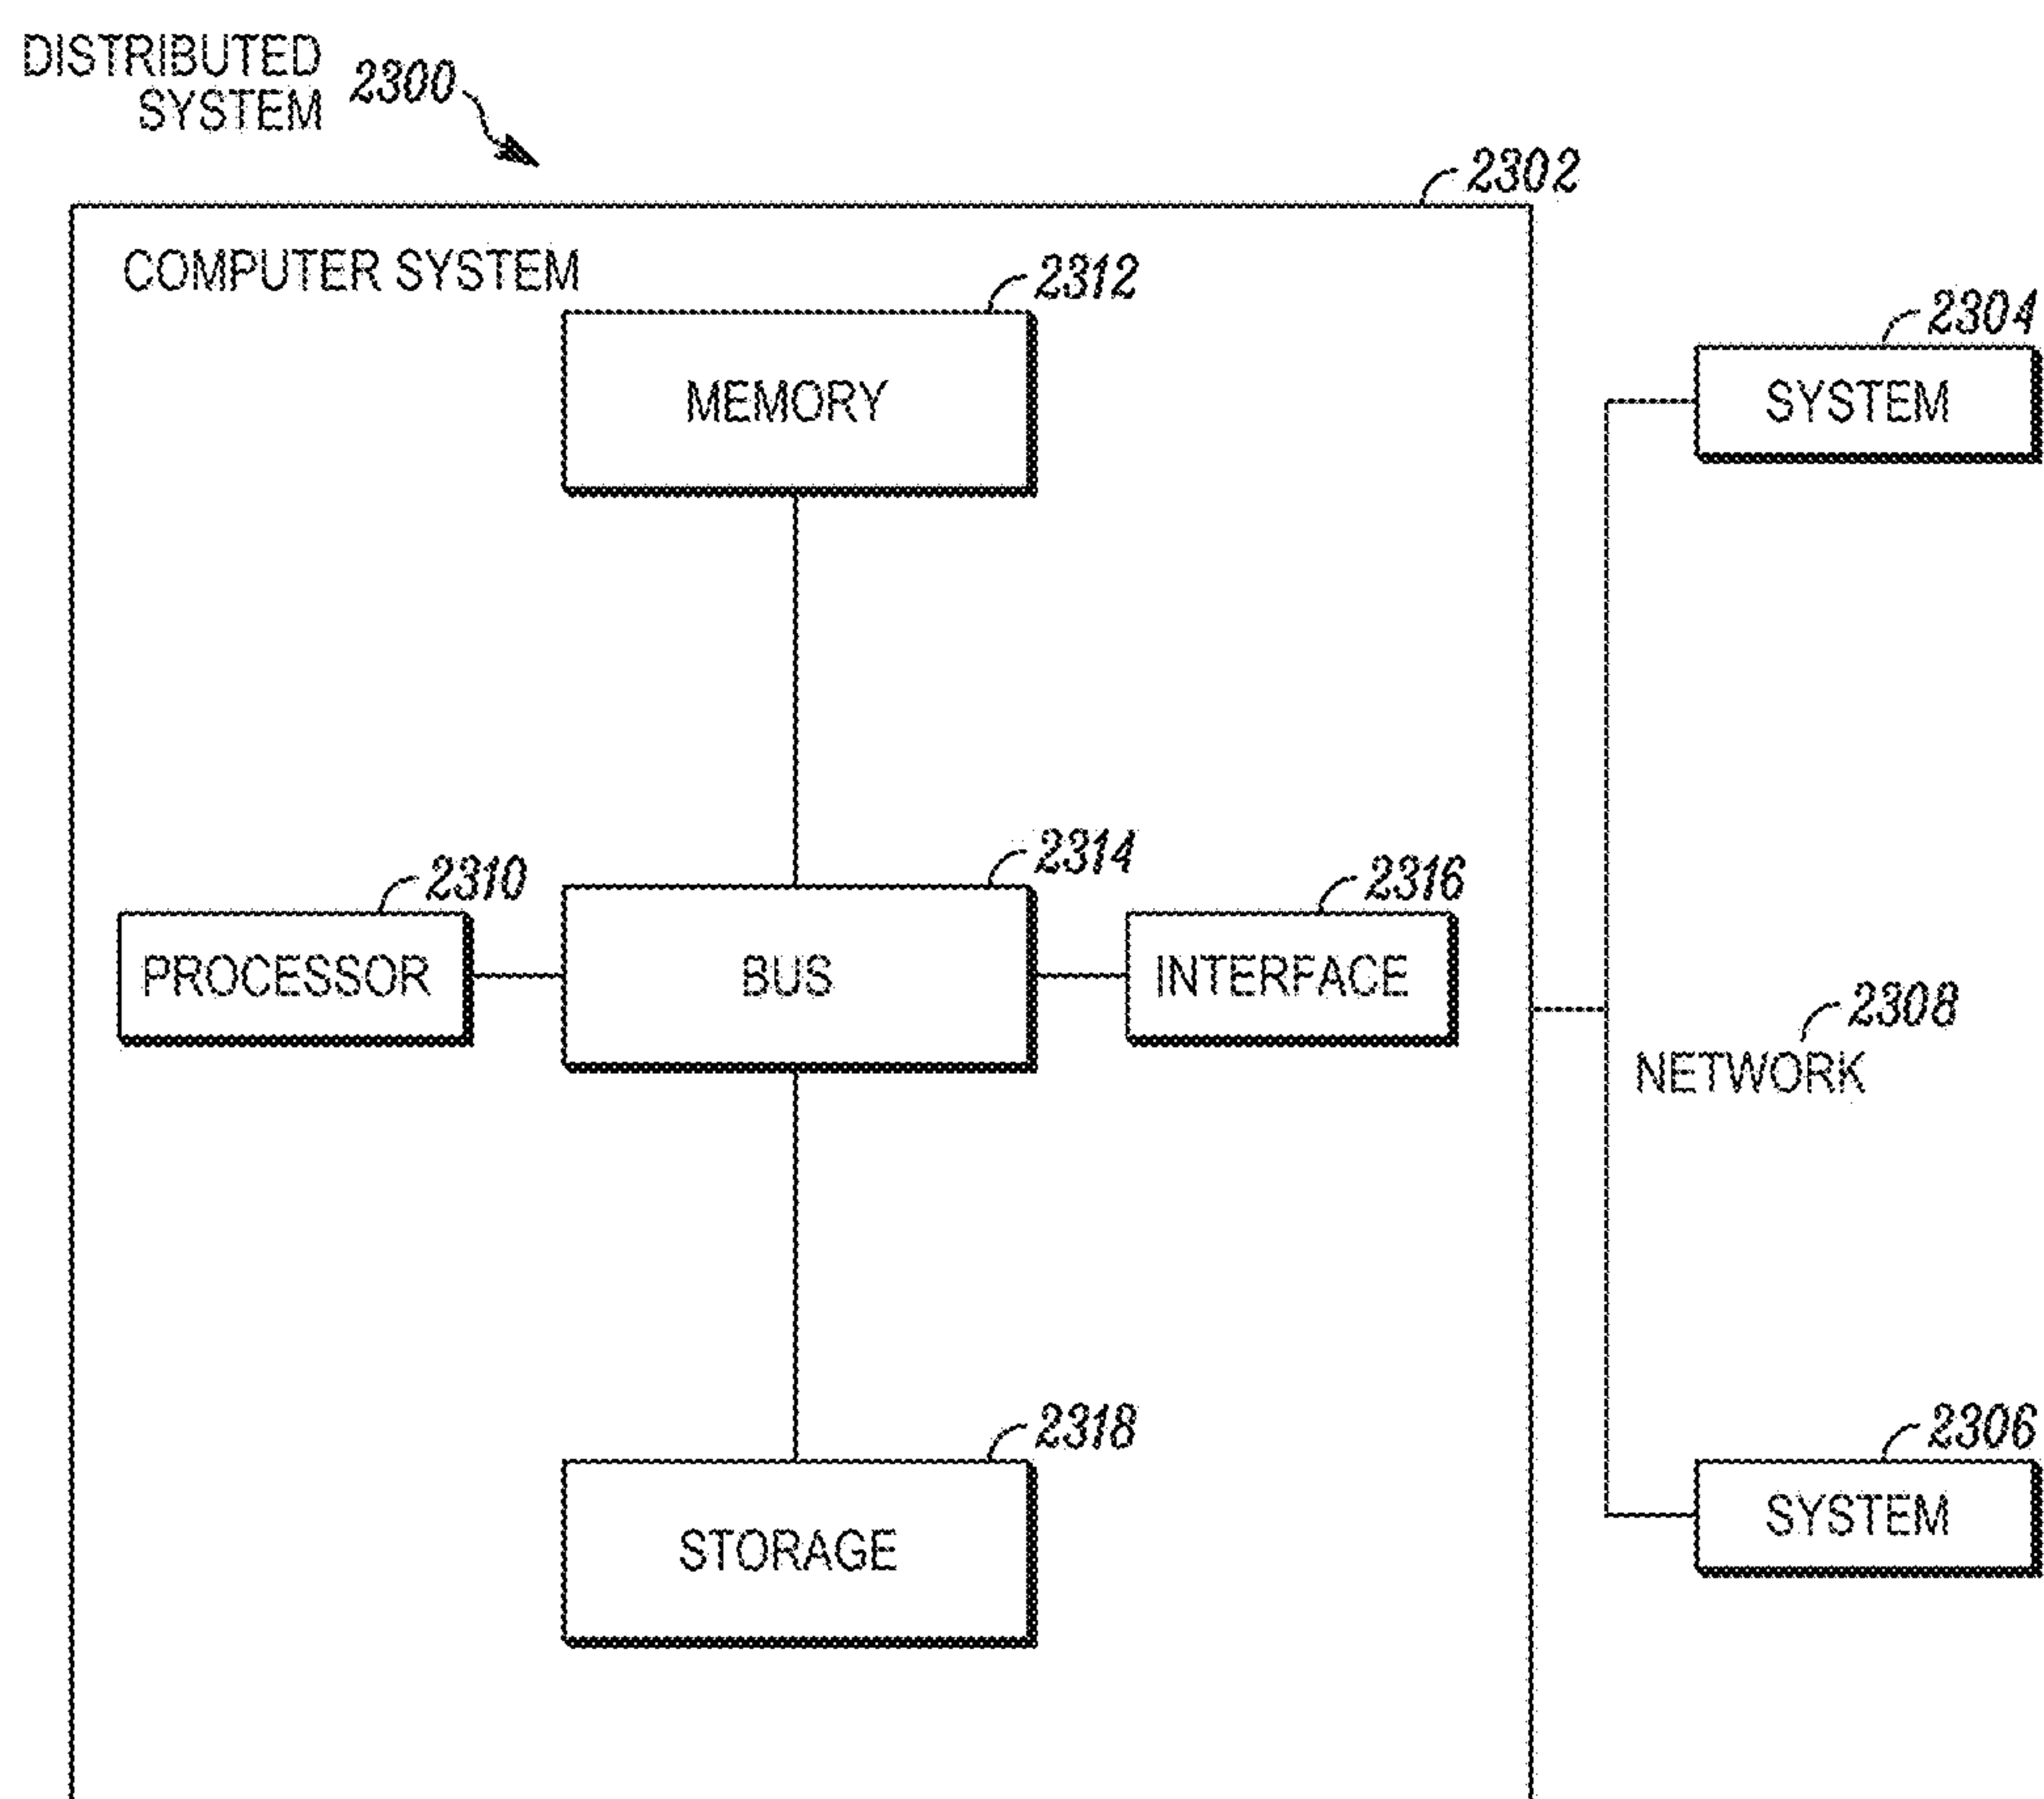 DISTRIBUTED
SYSTEM
2300
2302
COMPUTER SYSTEM
2312
MEMORY
2304
SYSTEM
2310
PROCESSOR
2314
BUS
2316
INTERFACE
2308
NETWORK
2318
STORAGE
2306
SYSTEM